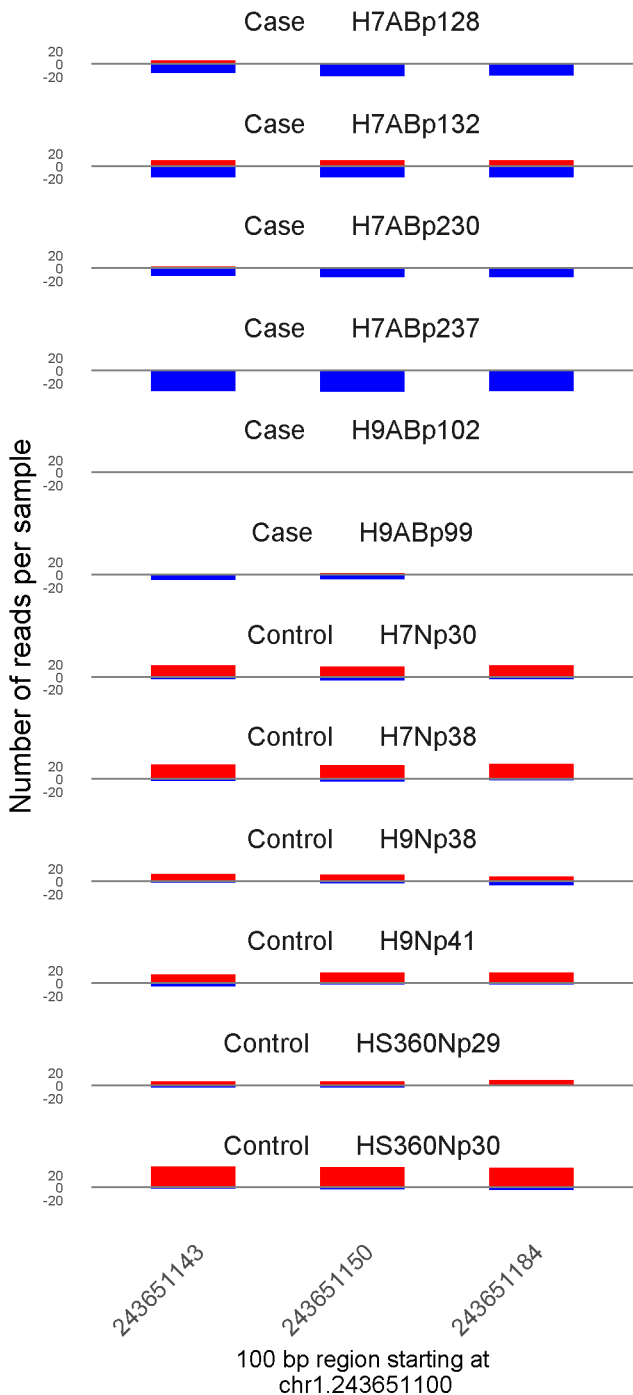 Case H7ABp128
20
0
-20
Case H7ABp132
20
0
-20
Case H7ABp230
20
0
-20
Case H7ABp237
20
0
-20
Case H9ABp102
20
0
-20
Case H9ABp99
20
0
-20
Control H7Np30
20
0
-20
Control H7Np38
20
0
-20
Control H9Np38
20
0
-20
Control H9Np41
20
0
-20
Control HS360Np29
20
0
-20
Control HS360Np30
20
0
-20
Number of reads per sample
243651143
243651150
243651184
100 bp region starting at
chr1.243651100